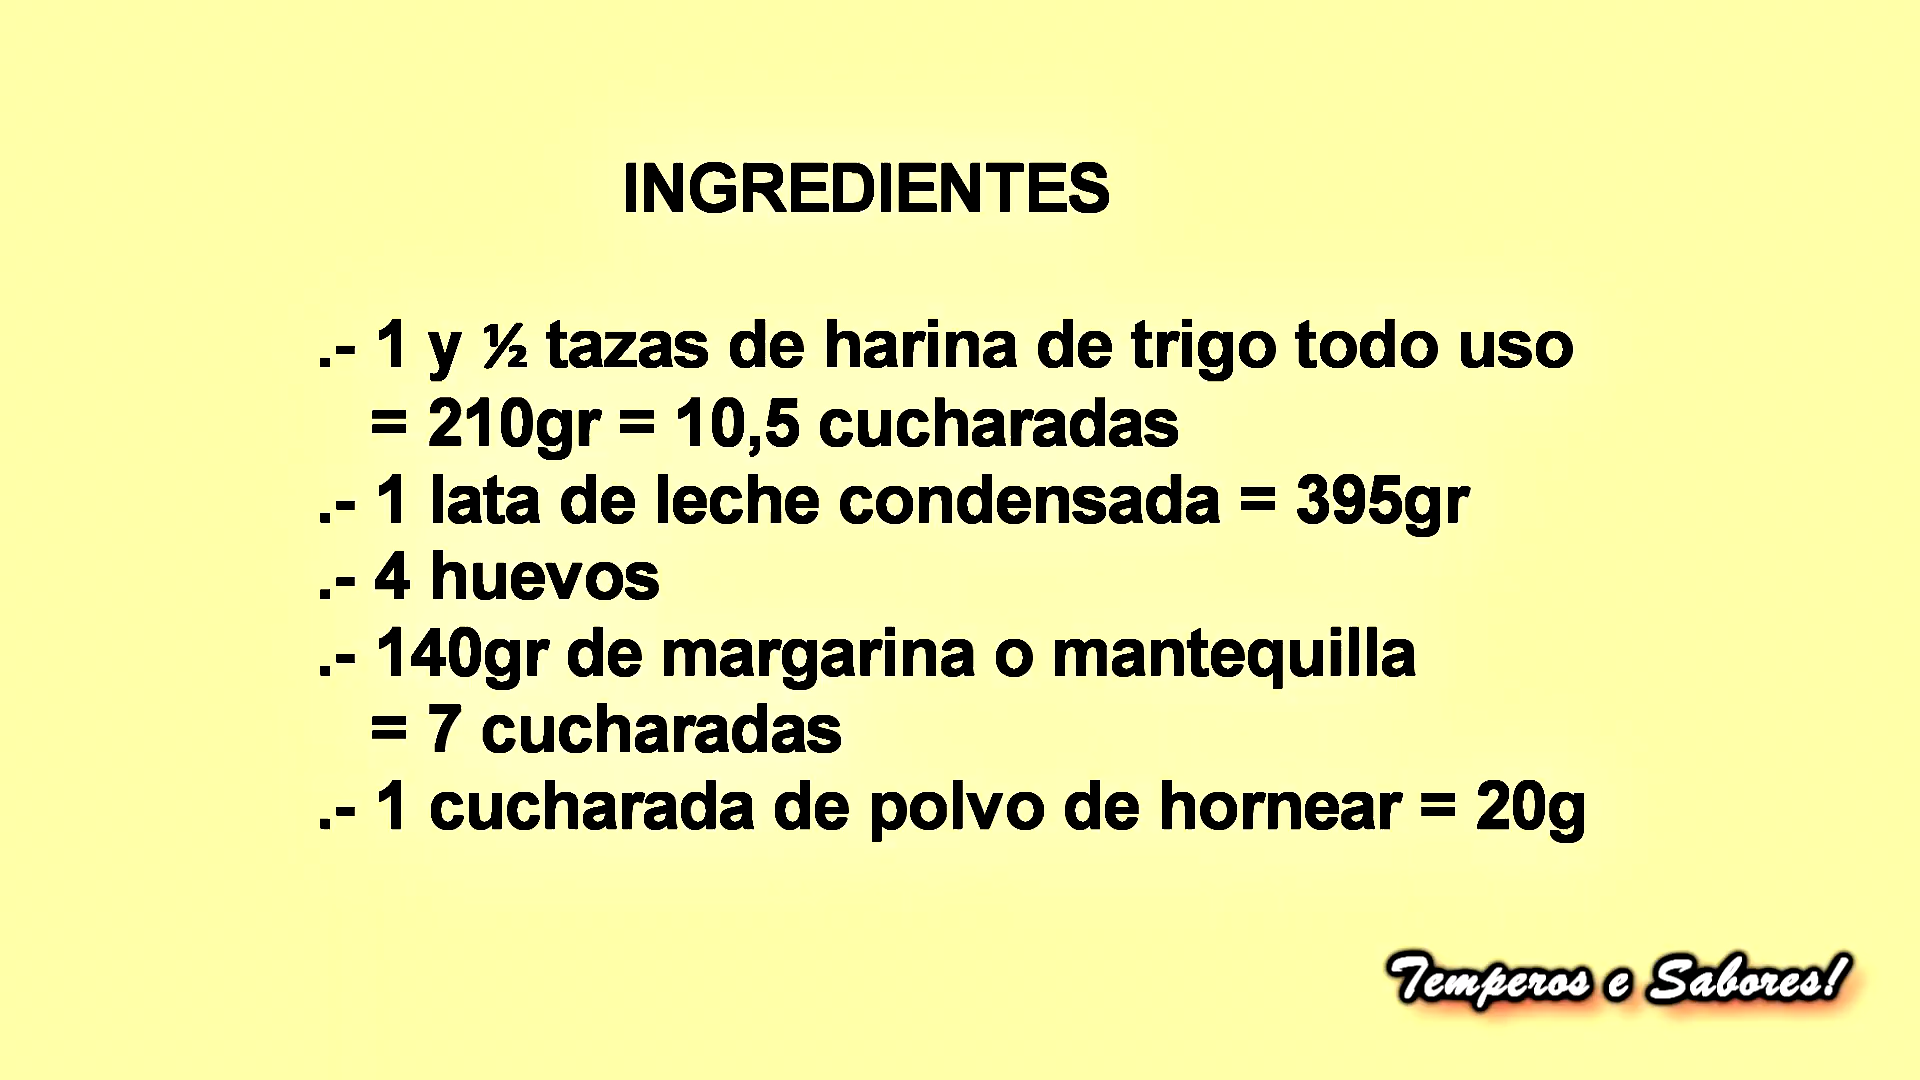 INGREDIENTES
.- 1 y ½ tazas de harina de trigo todo uso
= 210gr = 10,5 cucharadas
.- 1 lata de leche condensada = 395gr
.- 4 huevos
.- 140gr de margarina o mantequilla
= 7 cucharadas
.- 1 cucharada de polvo de hornear = 20g
Temperos e Sabores!